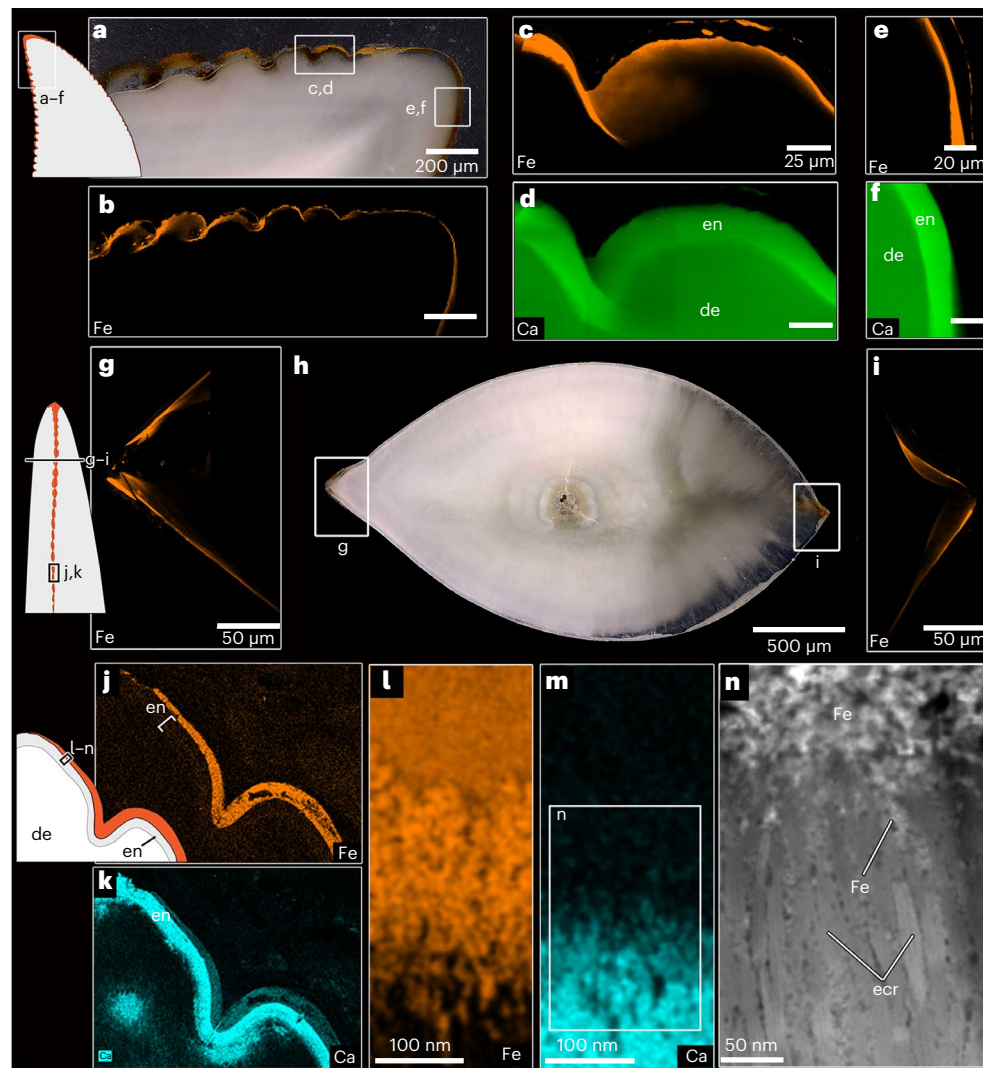 a
a–f
c,d
e,f
200 µm
b
Fe
c
Fe
25 µm
e
Fe
20 µm
d
en
de
Ca
f
en
de
Ca
g
g–i
j,k
Fe
50 µm
h
g
i
500 µm
i
Fe
50 µm
j
en
l–n
de
en
Fe
k
en
Ca
Ca
l
100 nm
Fe
m
n
100 nm
Ca
n
Fe
Fe
ecr
50 nm